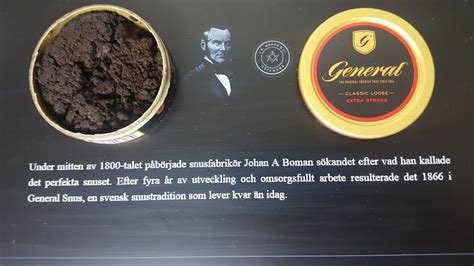 G
General
CLASSIC LOOSE
EXTRA STRONG
Under mitten av 1800-talet påbörjade snusfabrikör Johan A Boman sökandet efter vad han kallade
det perfekta snuset. Efter fyra år av utveckling och omsorgsfullt arbete resulterade det 1866 i
General Snus, en svensk snustradition som lever kvar än idag.